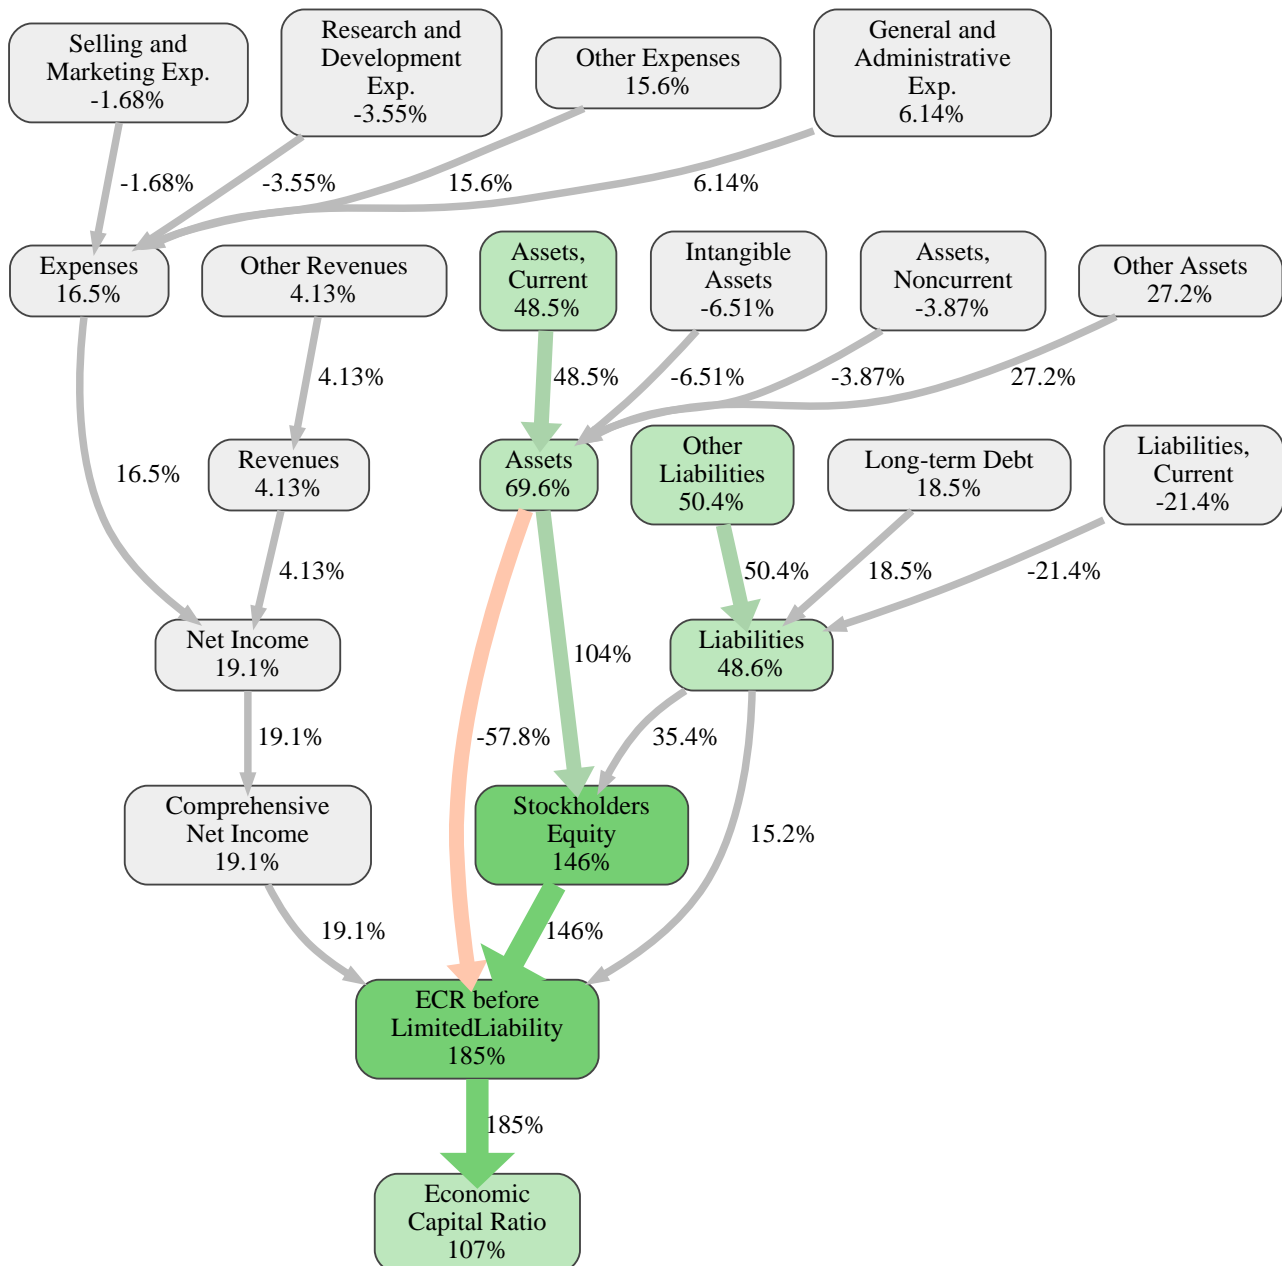 Selling and
Marketing Exp.
-1.68%
Research and
Development
Exp.
-3.55%
Other Expenses
15.6%
General and
Administrative
Exp.
6.14%
-1.68%
-3.55%
15.6%
6.14%
Expenses
16.5%
Other Revenues
4.13%
Assets,
Current
48.5%
Intangible
Assets
-6.51%
Assets,
Noncurrent
-3.87%
Other Assets
27.2%
4.13%
48.5%
-6.51%
-3.87%
27.2%
16.5%
Revenues
4.13%
Assets
69.6%
Other
Liabilities
50.4%
Long-term Debt
18.5%
Liabilities,
Current
-21.4%
4.13%
50.4%
18.5%
-21.4%
Net Income
19.1%
104%
Liabilities
48.6%
19.1%
-57.8%
35.4%
Comprehensive
Net Income
19.1%
Stockholders
Equity
146%
15.2%
19.1%
146%
ECR before
LimitedLiability
185%
185%
Economic
Capital Ratio
107%